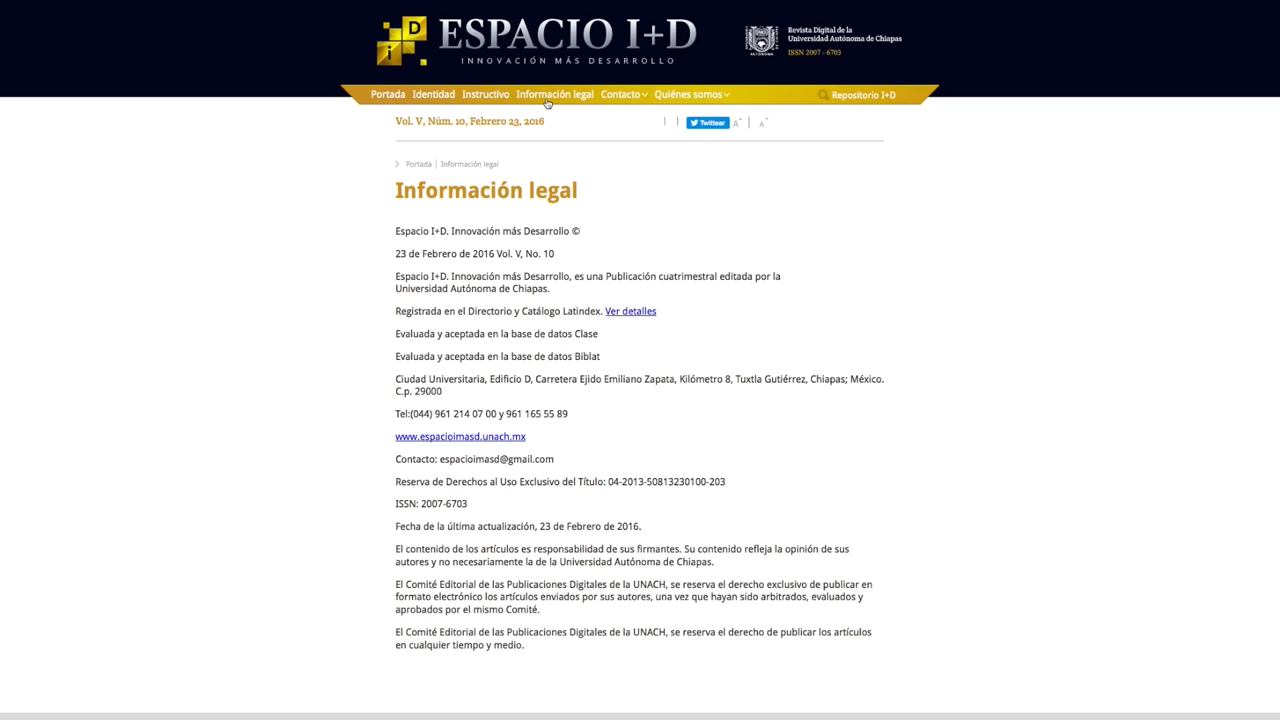 D
i
ESPACIO I+D
INNOVACIÓN MÁS DESARROLLO
AUTÓNOMA
Revista Digital de la
Universidad Autónoma de Chiapas
ISSN 2007 - 6703
Portada Identidad Instructivo Información legal Contacto Quiénes somos Repositorio I+D
Vol. V, Núm. 10, Febrero 23, 2016
Twittear A+ A-
Portada Información legal
Información legal
Espacio I+D. Innovación más Desarrollo ©
23 de Febrero de 2016 Vol. V, No. 10
Espacio I+D. Innovación más Desarrollo, es una Publicación cuatrimestral editada por la
Universidad Autónoma de Chiapas.
Registrada en el Directorio y Catálogo Latindex. Ver detalles
Evaluada y aceptada en la base de datos Clase
Evaluada y aceptada en la base de datos Biblat
Ciudad Universitaria, Edificio D, Carretera Ejido Emiliano Zapata, Kilómetro 8, Tuxtla Gutiérrez, Chiapas; México.
C.p. 29000
Tel:(044) 961 214 07 00 y 961 165 55 89
www.espacioimasd.unach.mx
Contacto: espacioimasd@gmail.com
Reserva de Derechos al Uso Exclusivo del Título: 04-2013-50813230100-203
ISSN: 2007-6703
Fecha de la última actualización, 23 de Febrero de 2016.
El contenido de los artículos es responsabilidad de sus firmantes. Su contenido refleja la opinión de sus
autores y no necesariamente la de la Universidad Autónoma de Chiapas.
El Comité Editorial de las Publicaciones Digitales de la UNACH, se reserva el derecho exclusivo de publicar en
formato electrónico los artículos enviados por sus autores, una vez que hayan sido arbitrados, evaluados y
aprobados por el mismo Comité.
El Comité Editorial de las Publicaciones Digitales de la UNACH, se reserva el derecho de publicar los artículos
en cualquier tiempo y medio.